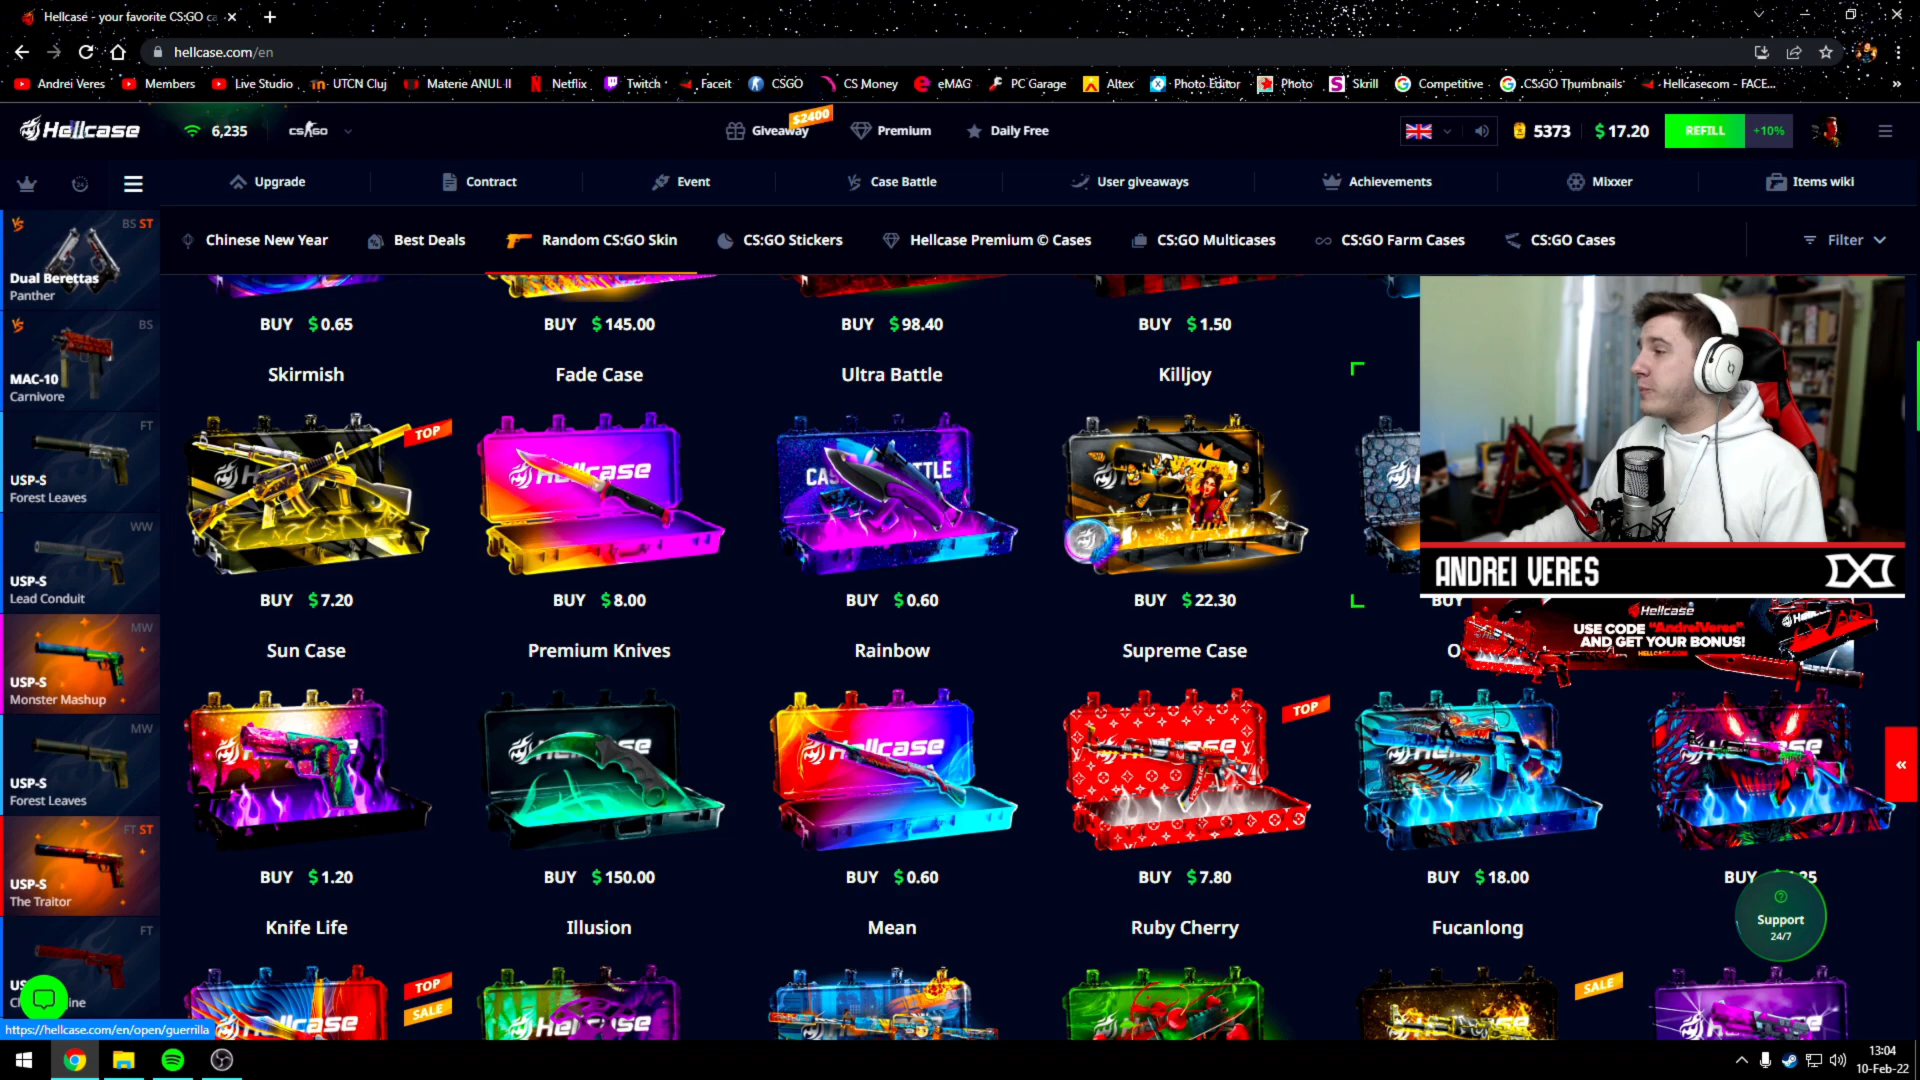 Hellcase - your favorite CS:GO ca
hellcase.com/en
Andrei Veres
Members
Live Studio
UTCN Cluj
Materie ANUL II
Netflix
Twitch
Faceit
CSGO
CS Money
eMAG
PC Garage
Altex
Photo Editor
Photo
Skrill
Competitive
CS:GO Thumbnails
Hellcasecom - FACE...
Hellcase
6,235
CS:GO
Giveaway
$2400
Premium
Daily Free
5373
$ 17.20
REFILL
+10%
Upgrade
Contract
Event
Case Battle
User giveaways
Achievements
Mixxer
Items wiki
Chinese New Year
Best Deals
Random CS:GO Skin
CS:GO Stickers
Hellcase Premium © Cases
CS:GO Multicases
CS:GO Farm Cases
CS:GO Cases
Filter
BS ST
Dual Berettas
Panther
BS
MAC-10
Carnivore
FT
USP-S
Forest Leaves
WW
USP-S
Lead Conduit
MW
USP-S
Monster Mashup
MW
USP-S
Forest Leaves
FT ST
USP-S
The Traitor
FT
BUY $ 0.65
BUY $ 145.00
BUY $ 98.40
BUY $ 1.50
Skirmish
Fade Case
Ultra Battle
Killjoy
TOP
BUY $ 7.20
BUY $ 8.00
BUY $ 0.60
BUY $ 22.30
BUY
Sun Case
Premium Knives
Rainbow
Supreme Case
ANDREI VERES
Hellcase
USE CODE "AndreiVeres"
AND GET YOUR BONUS!
HELLCASE.COM
TOP
BUY $ 1.20
BUY $ 150.00
BUY $ 0.60
BUY $ 7.80
BUY $ 18.00
BUY
Knife Life
Illusion
Mean
Ruby Cherry
Fucanlong
Support
24/7
TOP
SALE
SALE
https://hellcase.com/en/open/guerrilla
13:04
10-Feb-22